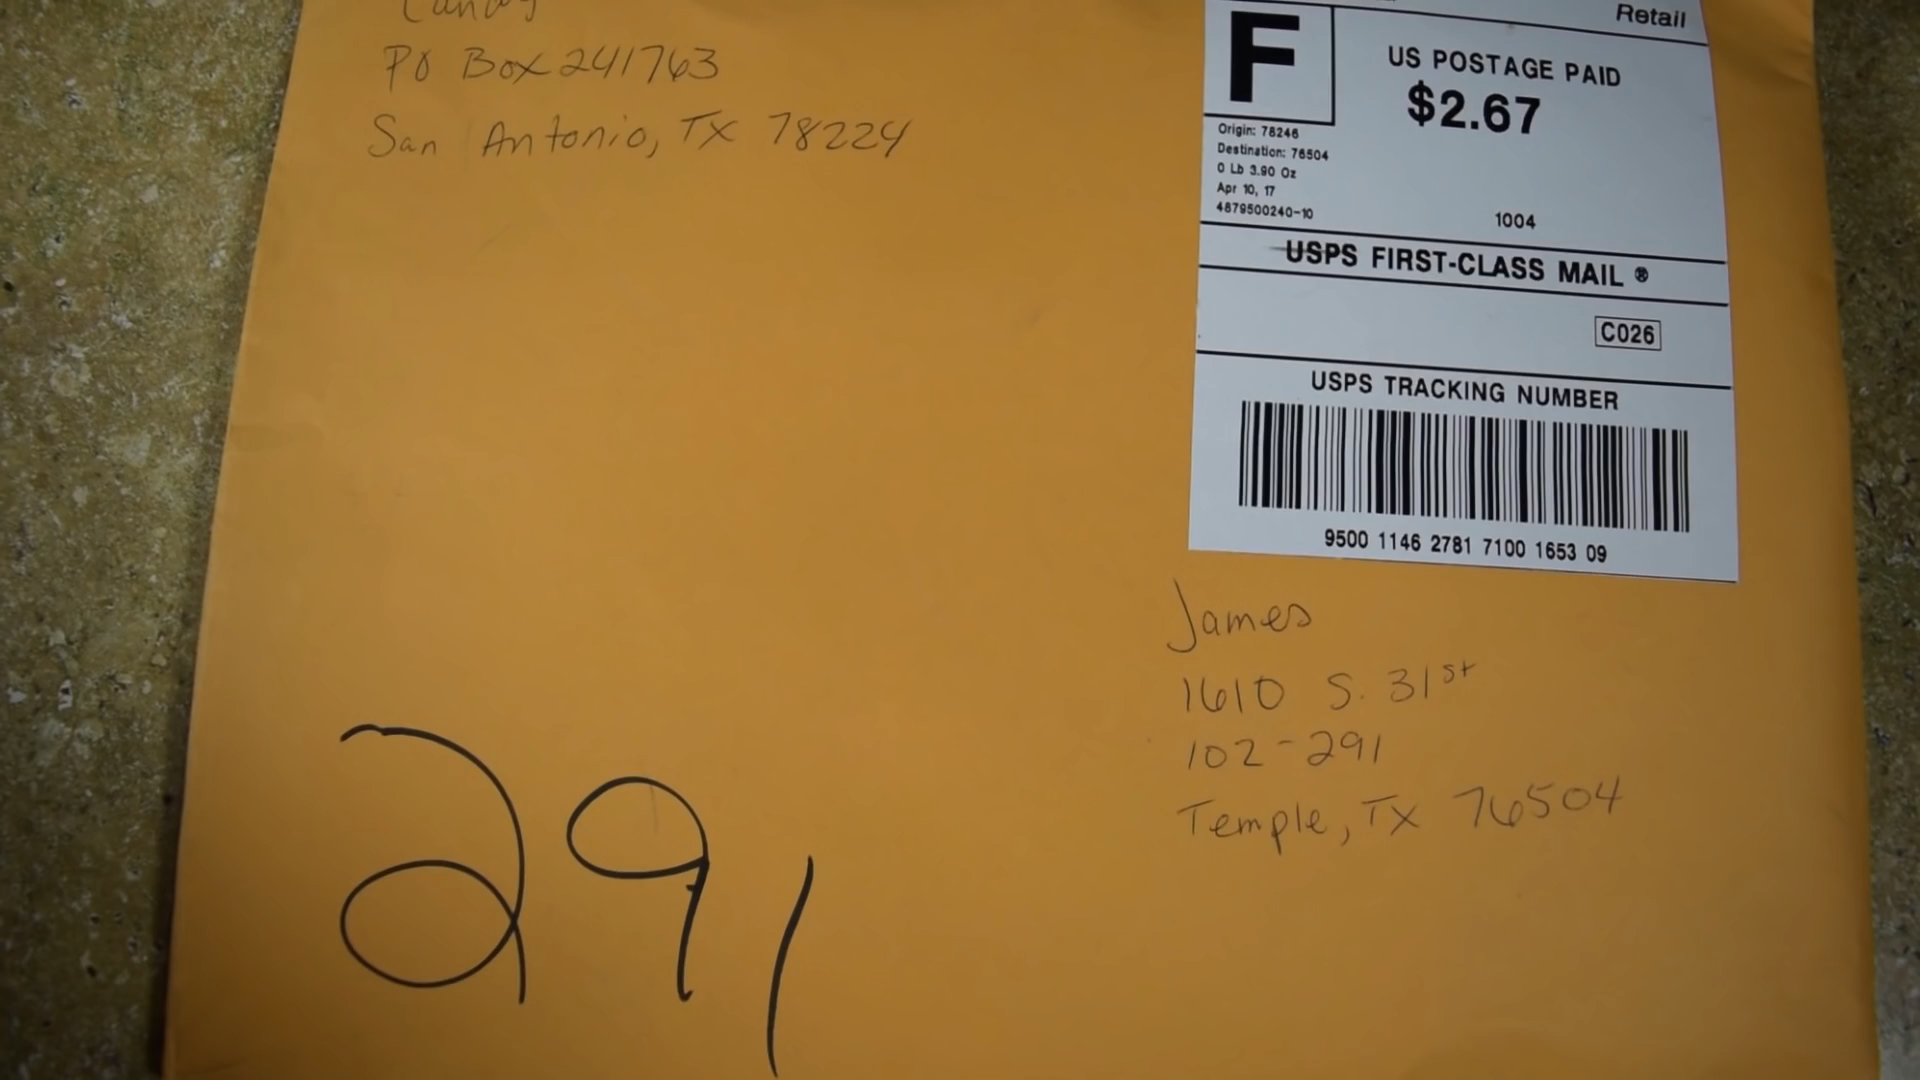 PO Box 241763
San Antonio, TX 78224
Retail
F
US POSTAGE PAID
$2.67
Origin: 78246
Destination: 76504
0 Lb 3.90 Oz
Apr 10, 17
4879500240-10
1004
USPS FIRST-CLASS MAIL ®
C026
USPS TRACKING NUMBER
9500 1146 2781 7100 1653 09
James
1610 S. 31st
102-291
Temple, TX 76504
291